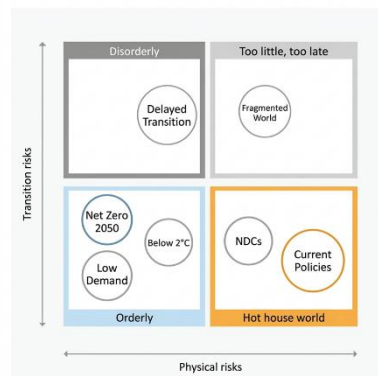 Disorderly
Too little, too late
Delayed
Transition
Fragmented
World
Transition risks
Net Zero
2050
Below 2°C
Low
Demand
NDCs
Current
Policies
Orderly
Hot house world
Physical risks